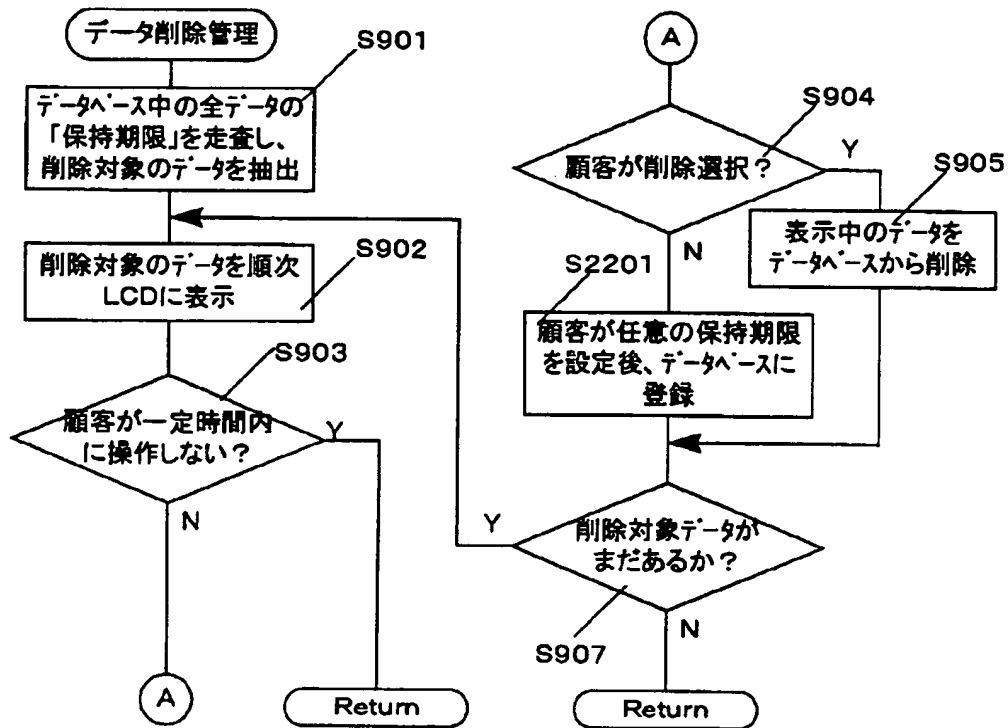 データ削除管理
S901
データベース中の全データの
「保持期限」を走査し、
削除対象のデータを抽出
削除対象のデータを順次
LCDに表示
S902
S903
顧客が一定時間内
に操作しない？
Y
N
A
Return
A
S904
顧客が削除選択？
Y
S905
N
表示中のデータを
データベースから削除
S2201
顧客が任意の保持期限
を設定後、データベースに
登録
Y
削除対象データが
まだあるか？
N
S907
Return